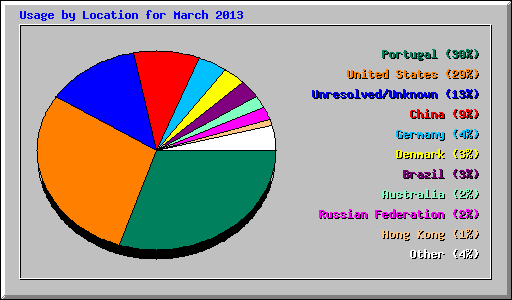 Usage by Location for March 2013
Portugal (30%)
United States (29%)
Unresolved/Unknown (13%)
China (9%)
Germany (4%)
Denmark (3%)
Brazil (3%)
Australia (2%)
Russian Federation (2%)
Hong Kong (1%)
Other (4%)